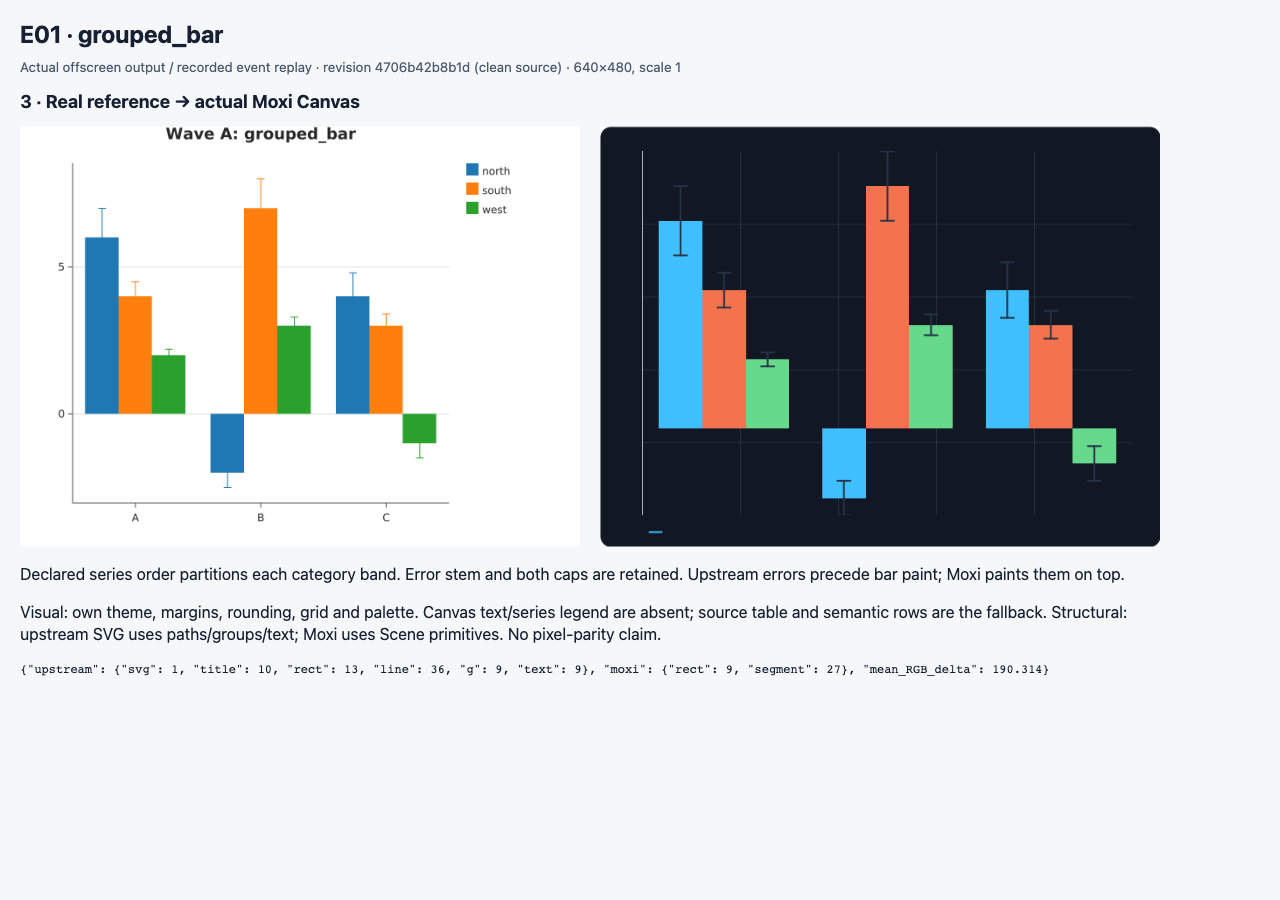 E01 · grouped_bar
Actual offscreen output / recorded event replay · revision 4706b42b8b1d (clean source) · 640×480, scale 1
3 · Real reference → actual Moxi Canvas
Wave A: grouped_bar
north
south
west
5
0
A B C
Declared series order partitions each category band. Error stem and both caps are retained. Upstream errors precede bar paint; Moxi paints them on top.
Visual: own theme, margins, rounding, grid and palette. Canvas text/series legend are absent; source table and semantic rows are the fallback. Structural:
upstream SVG uses paths/groups/text; Moxi uses Scene primitives. No pixel-parity claim.
{"upstream": {"svg": 1, "title": 10, "rect": 13, "line": 36, "g": 9, "text": 9}, "moxi": {"rect": 9, "segment": 27}, "mean_RGB_delta": 190.314}